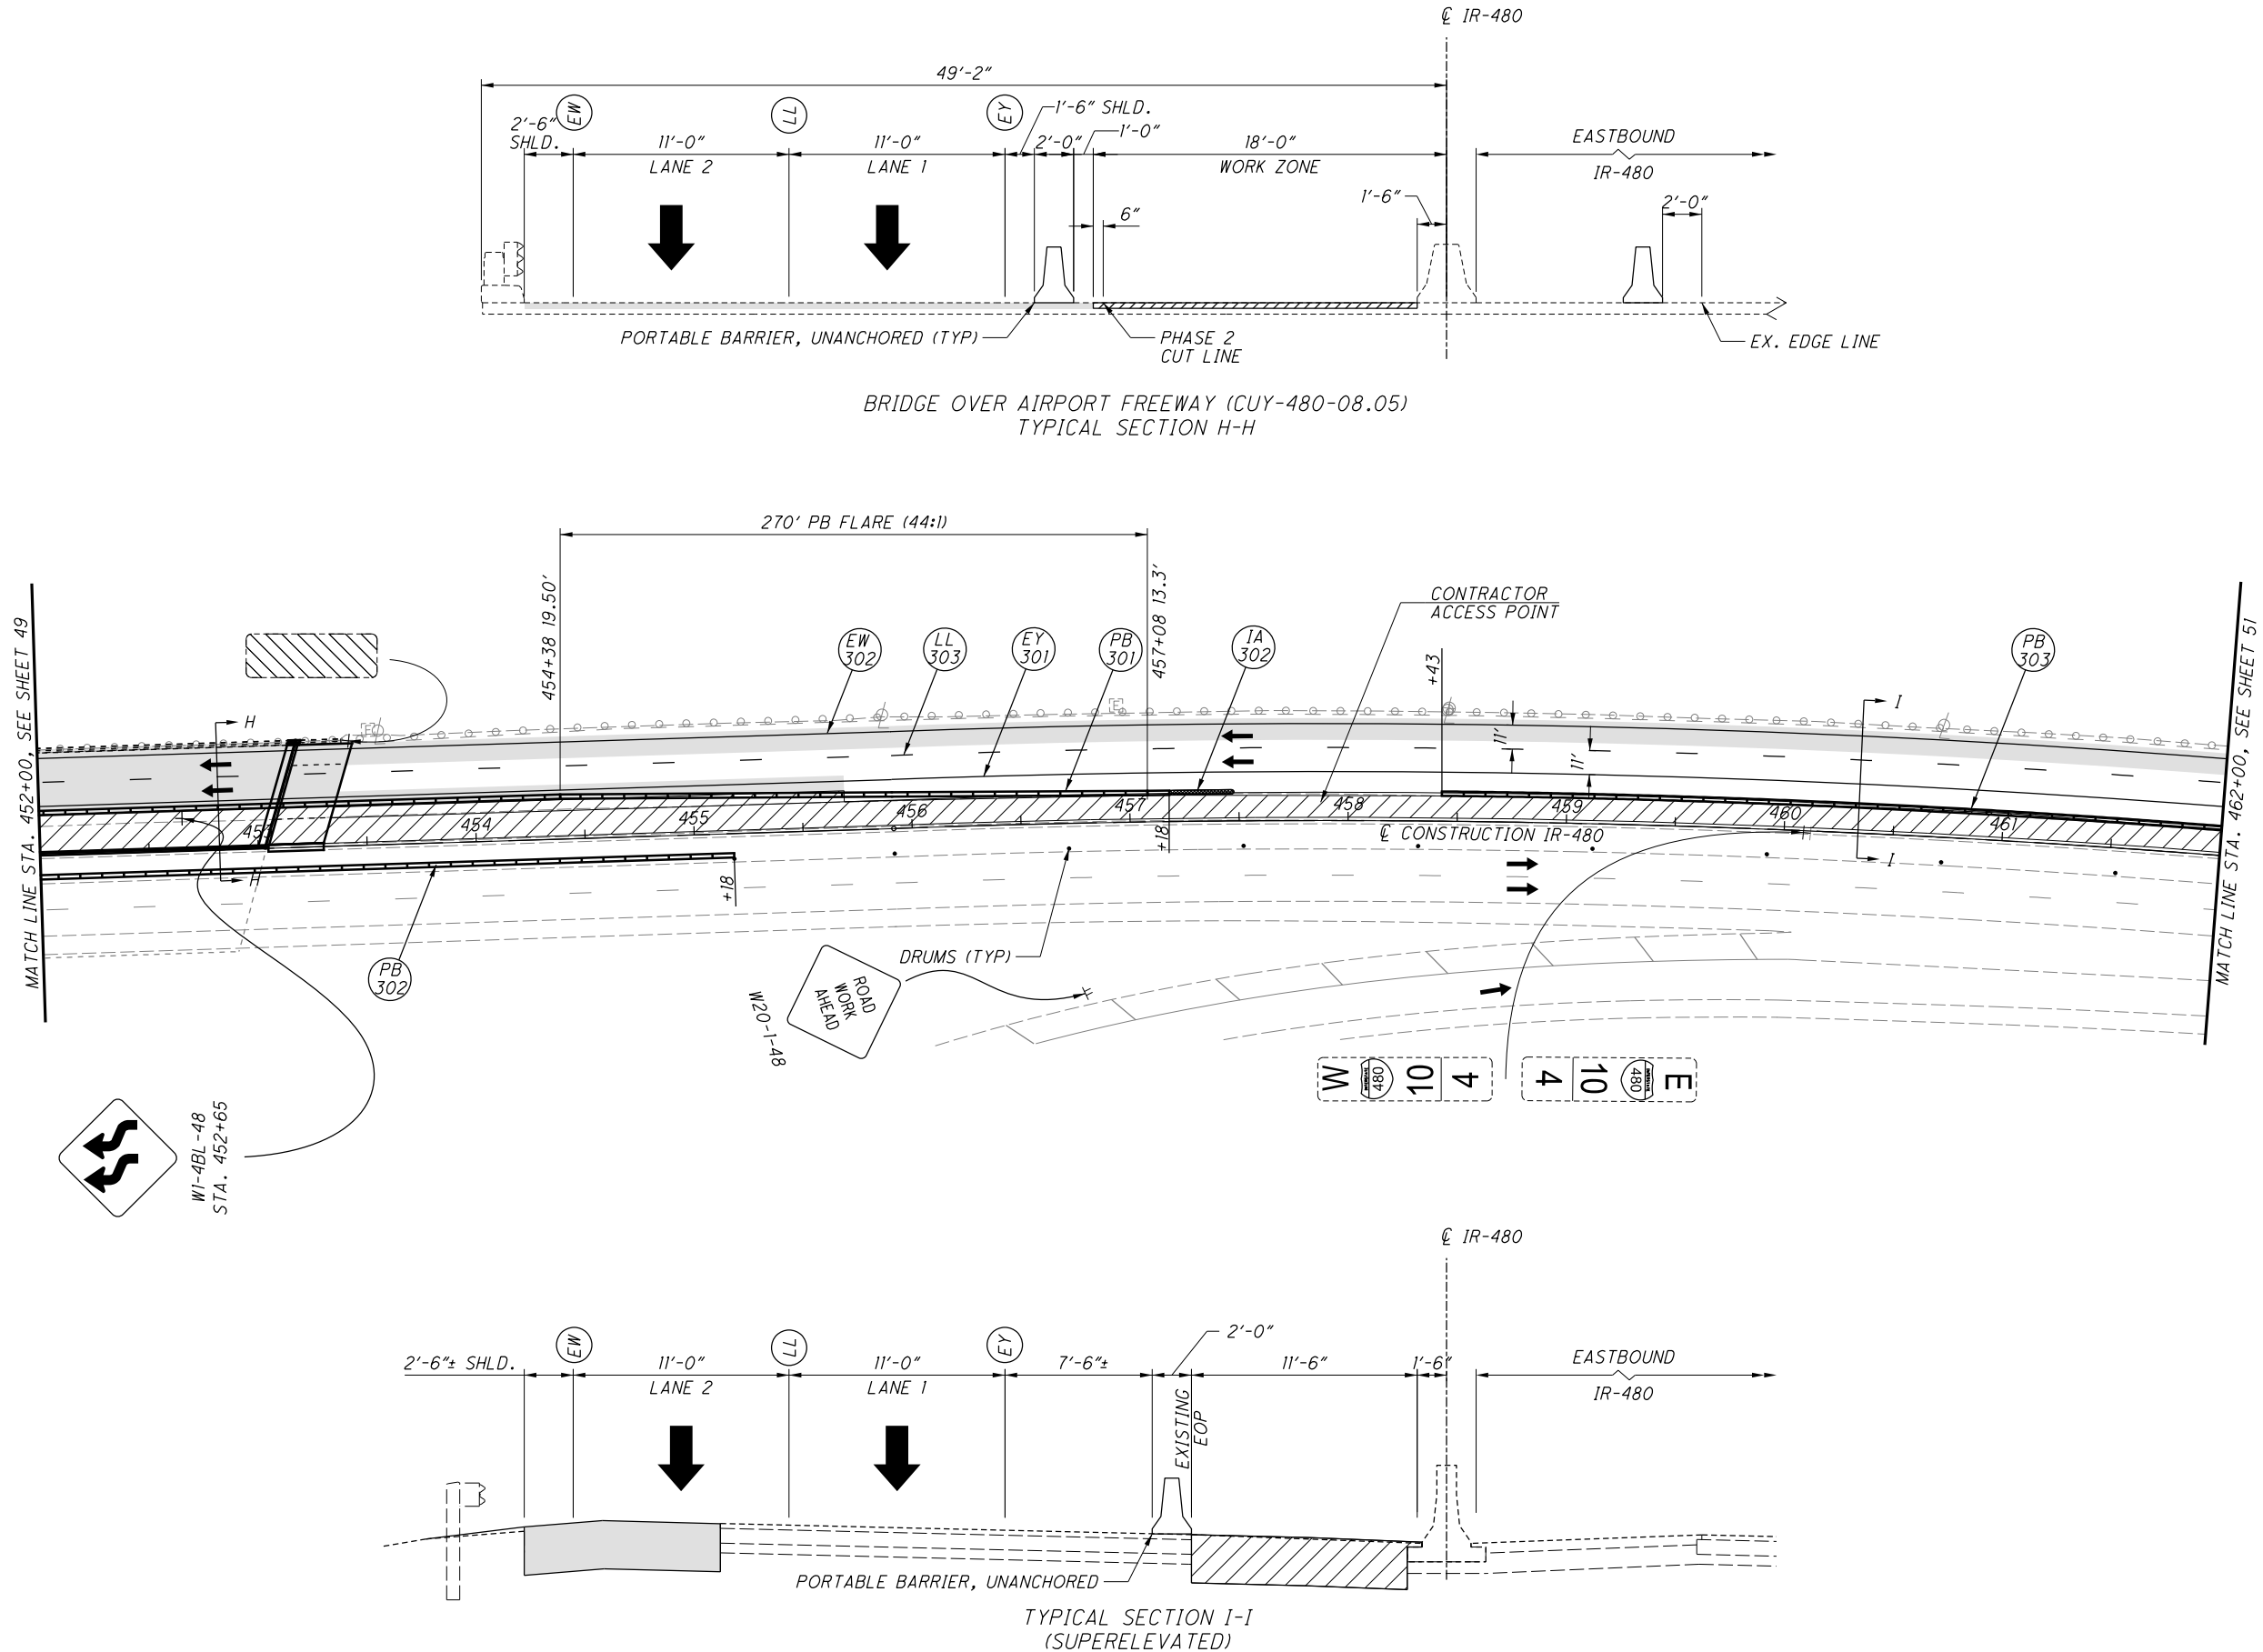 ℄ IR-480
49'-2"
2'-6"
SHLD.
EW
11'-0"
LANE 2
LL
11'-0"
LANE 1
EY
1'-6" SHLD.
2'-0"
1'-0"
18'-0"
WORK ZONE
6"
1'-6"
EASTBOUND
IR-480
2'-0"
PORTABLE BARRIER, UNANCHORED (TYP)
PHASE 2
CUT LINE
EX. EDGE LINE
BRIDGE OVER AIRPORT FREEWAY (CUY-480-08.05)
TYPICAL SECTION H-H
270' PB FLARE (44:1)
454+38 19.50'
457+08 13.3'
CONTRACTOR
ACCESS POINT
MATCH LINE STA. 452+00, SEE SHEET 49
EW
302
LL
303
EY
301
PB
301
IA
302
+43
PB
303
MATCH LINE STA. 462+00, SEE SHEET 51
H
H
E
E
I
I
11'
11'
453
454
455
456
457
458
459
460
461
℄ CONSTRUCTION IR-480
+18
+18
PB
302
DRUMS (TYP)
ROAD
WORK
AHEAD
W20-1-48
W
INTERSTATE
480
10
4
E
INTERSTATE
480
10
4
W1-4BL-48
STA. 452+65
℄ IR-480
2'-6"± SHLD.
EW
11'-0"
LANE 2
LL
11'-0"
LANE 1
EY
7'-6"±
2'-0"
EXISTING
EOP
11'-6"
1'-6"
EASTBOUND
IR-480
PORTABLE BARRIER, UNANCHORED
TYPICAL SECTION I-I
(SUPERELEVATED)